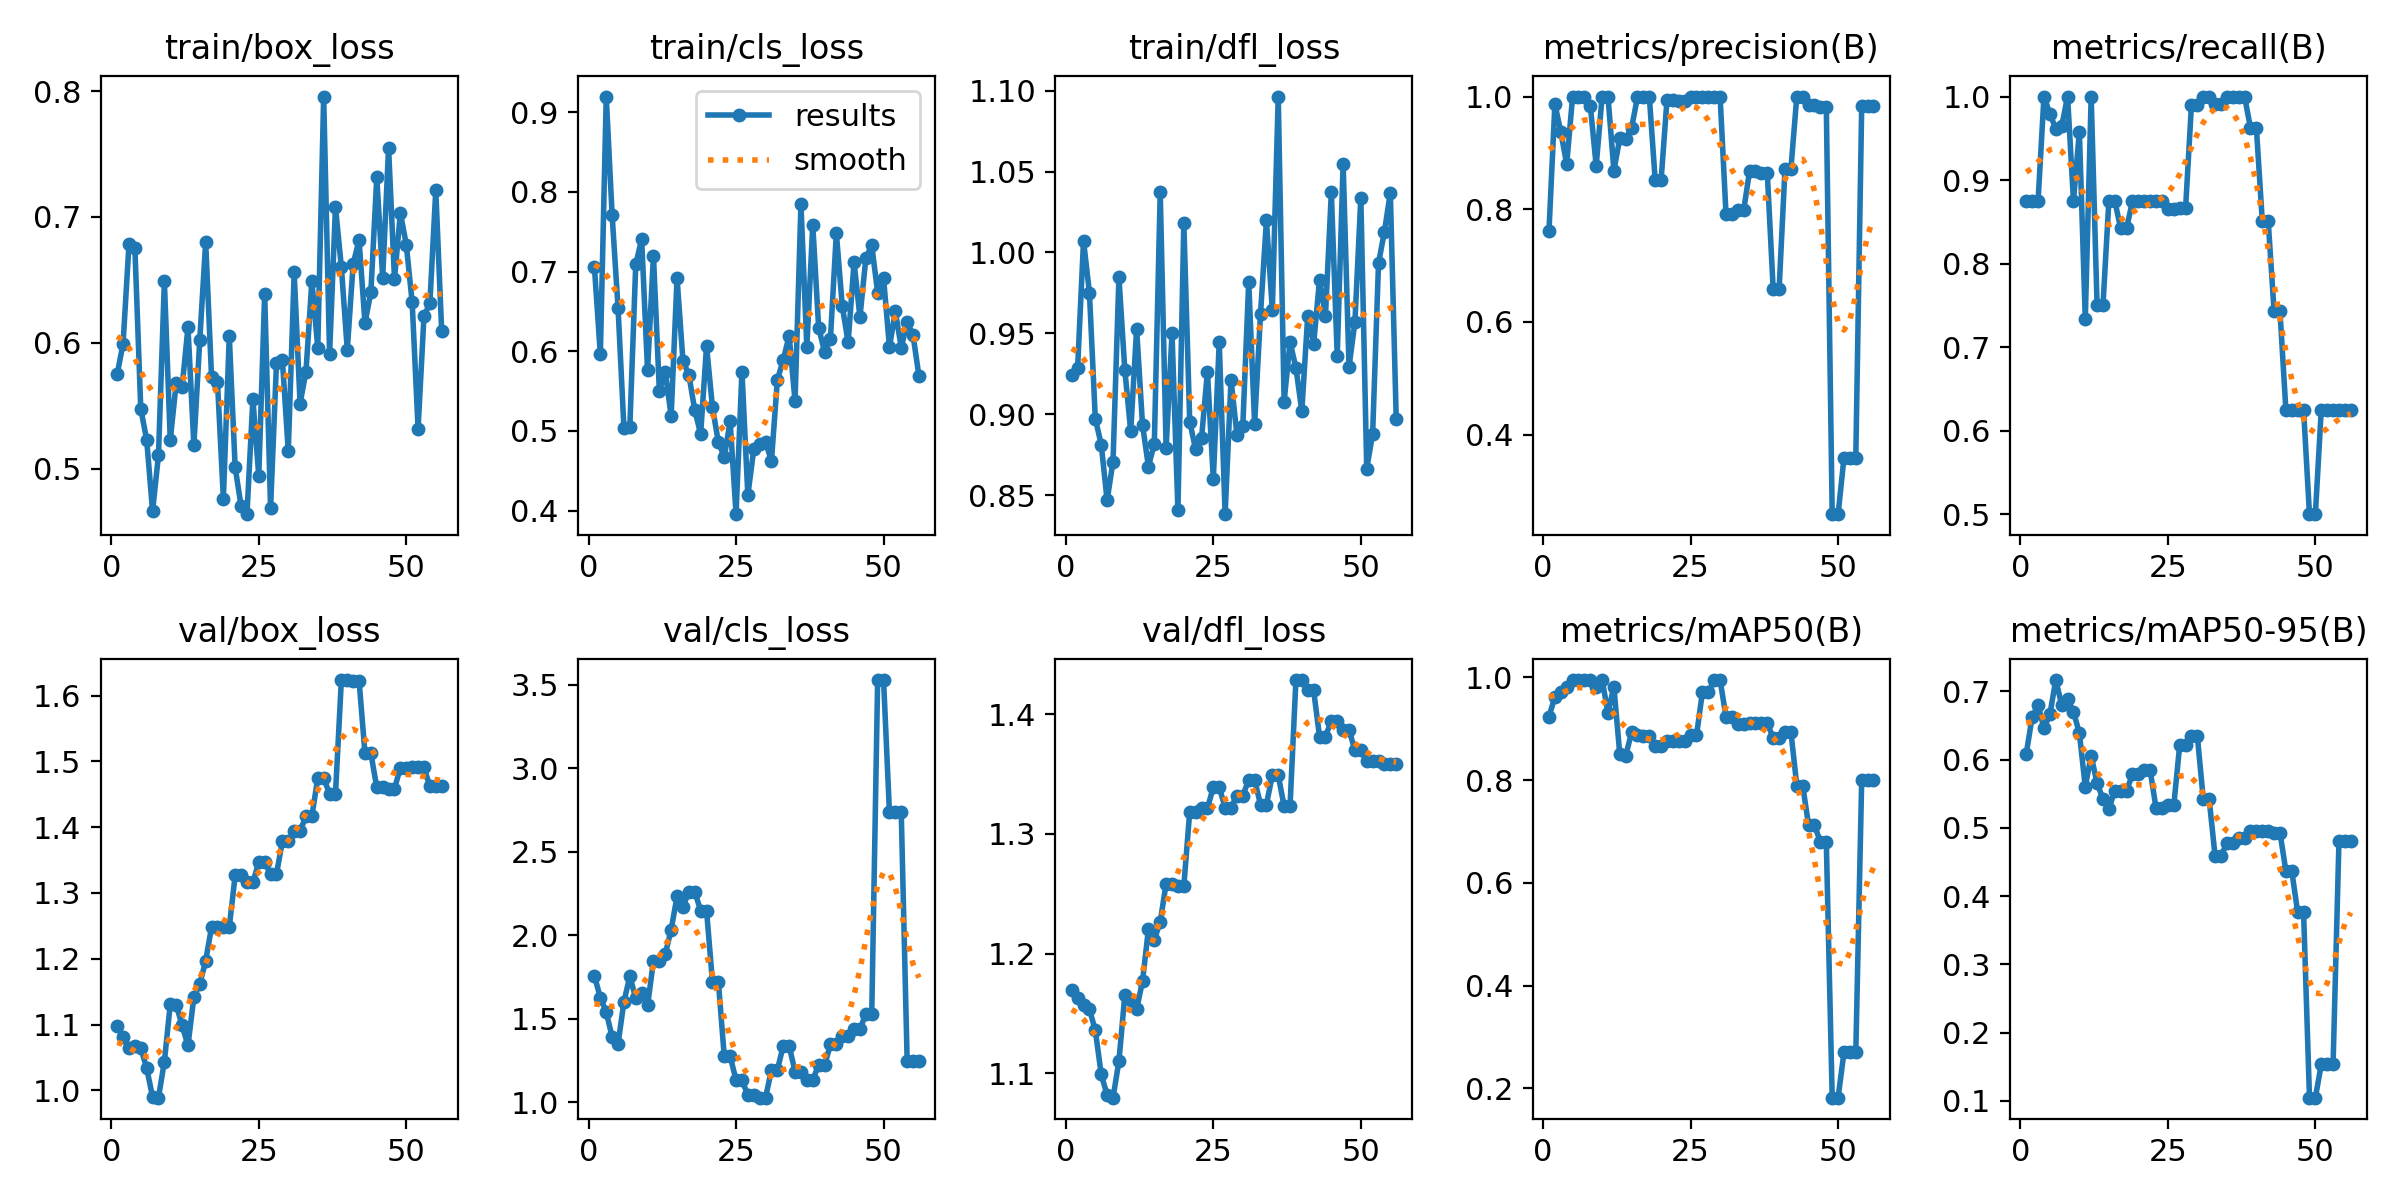 train/box_loss
0.8
0.7
0.6
0.5
0 25 50
train/cls_loss
results
smooth
0.9
0.8
0.7
0.6
0.5
0.4
0 25 50
train/dfl_loss
1.10
1.05
1.00
0.95
0.90
0.85
0 25 50
metrics/precision(B)
1.0
0.8
0.6
0.4
0 25 50
metrics/recall(B)
1.0
0.9
0.8
0.7
0.6
0.5
0 25 50
val/box_loss
1.6
1.5
1.4
1.3
1.2
1.1
1.0
0 25 50
val/cls_loss
3.5
3.0
2.5
2.0
1.5
1.0
0 25 50
val/dfl_loss
1.4
1.3
1.2
1.1
0 25 50
metrics/mAP50(B)
1.0
0.8
0.6
0.4
0.2
0 25 50
metrics/mAP50-95(B)
0.7
0.6
0.5
0.4
0.3
0.2
0.1
0 25 50